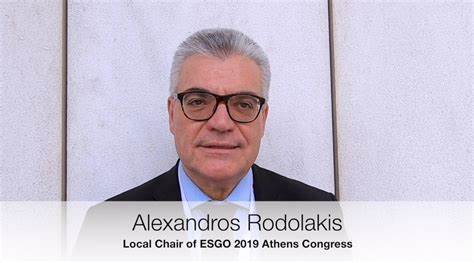 Alexandros Rodolakis
Local Chair of ESGO 2019 Athens Congress